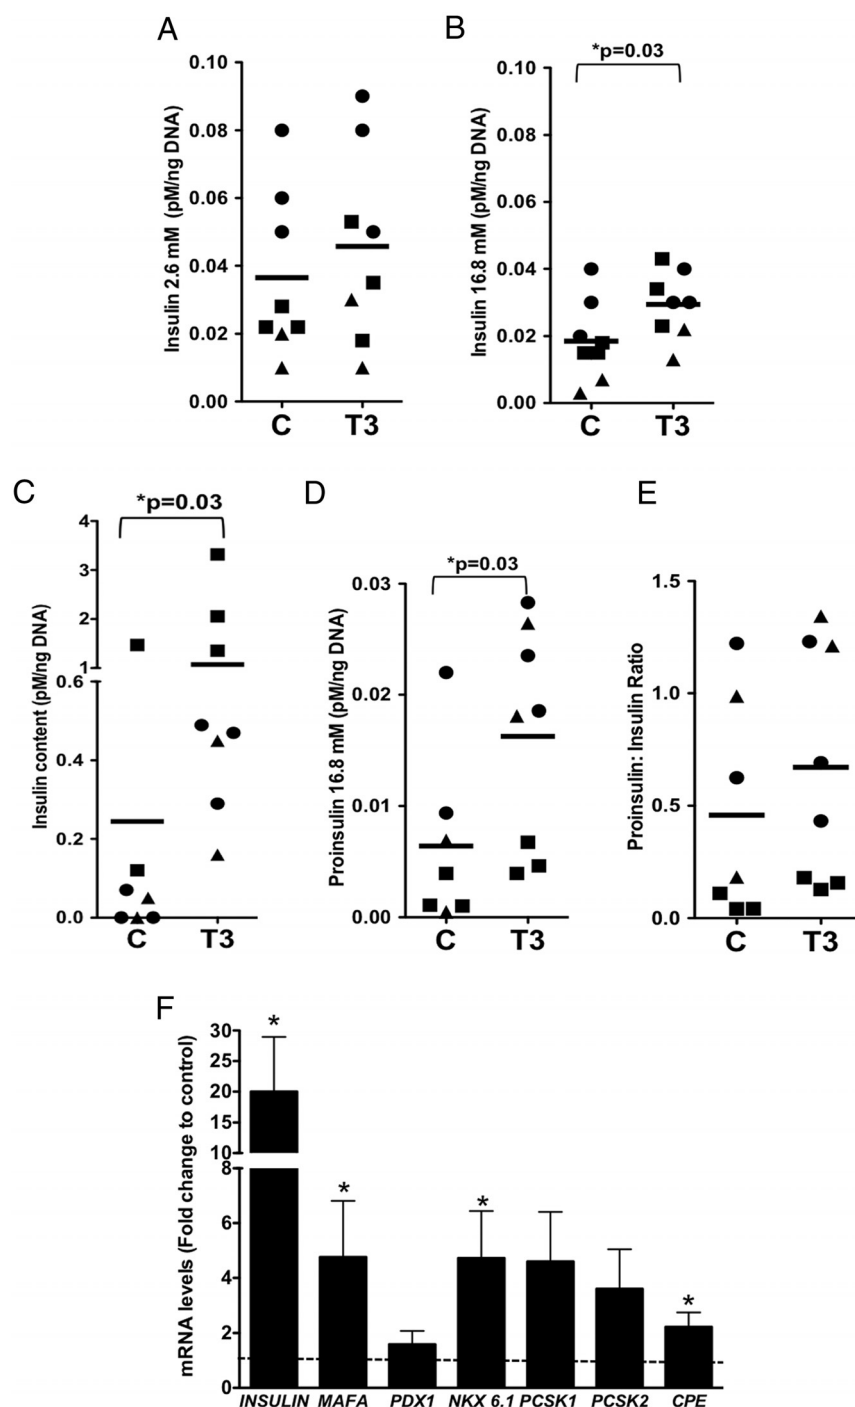 A
Insulin 2.6 mM (pM/ng DNA)
0.10
0.08
0.06
0.04
0.02
0.00
C T3
B
*p=0.03
Insulin 16.8 mM (pM/ng DNA)
0.10
0.08
0.06
0.04
0.02
0.00
C T3
C
*p=0.03
Insulin content (pM/ng DNA)
4
3
2
1
0.6
0.4
0.2
0.0
C T3
D
*p=0.03
Proinsulin 16.8 mM (pM/ng DNA)
0.03
0.02
0.01
0.00
C T3
E
Proinsulin: Insulin Ratio
1.5
1.0
0.5
0.0
C T3
F
mRNA levels (Fold change to control)
30
25
20
15
10
8
6
4
2
0
* * * *
INSULIN MAFA PDX1 NKX 6.1 PCSK1 PCSK2 CPE